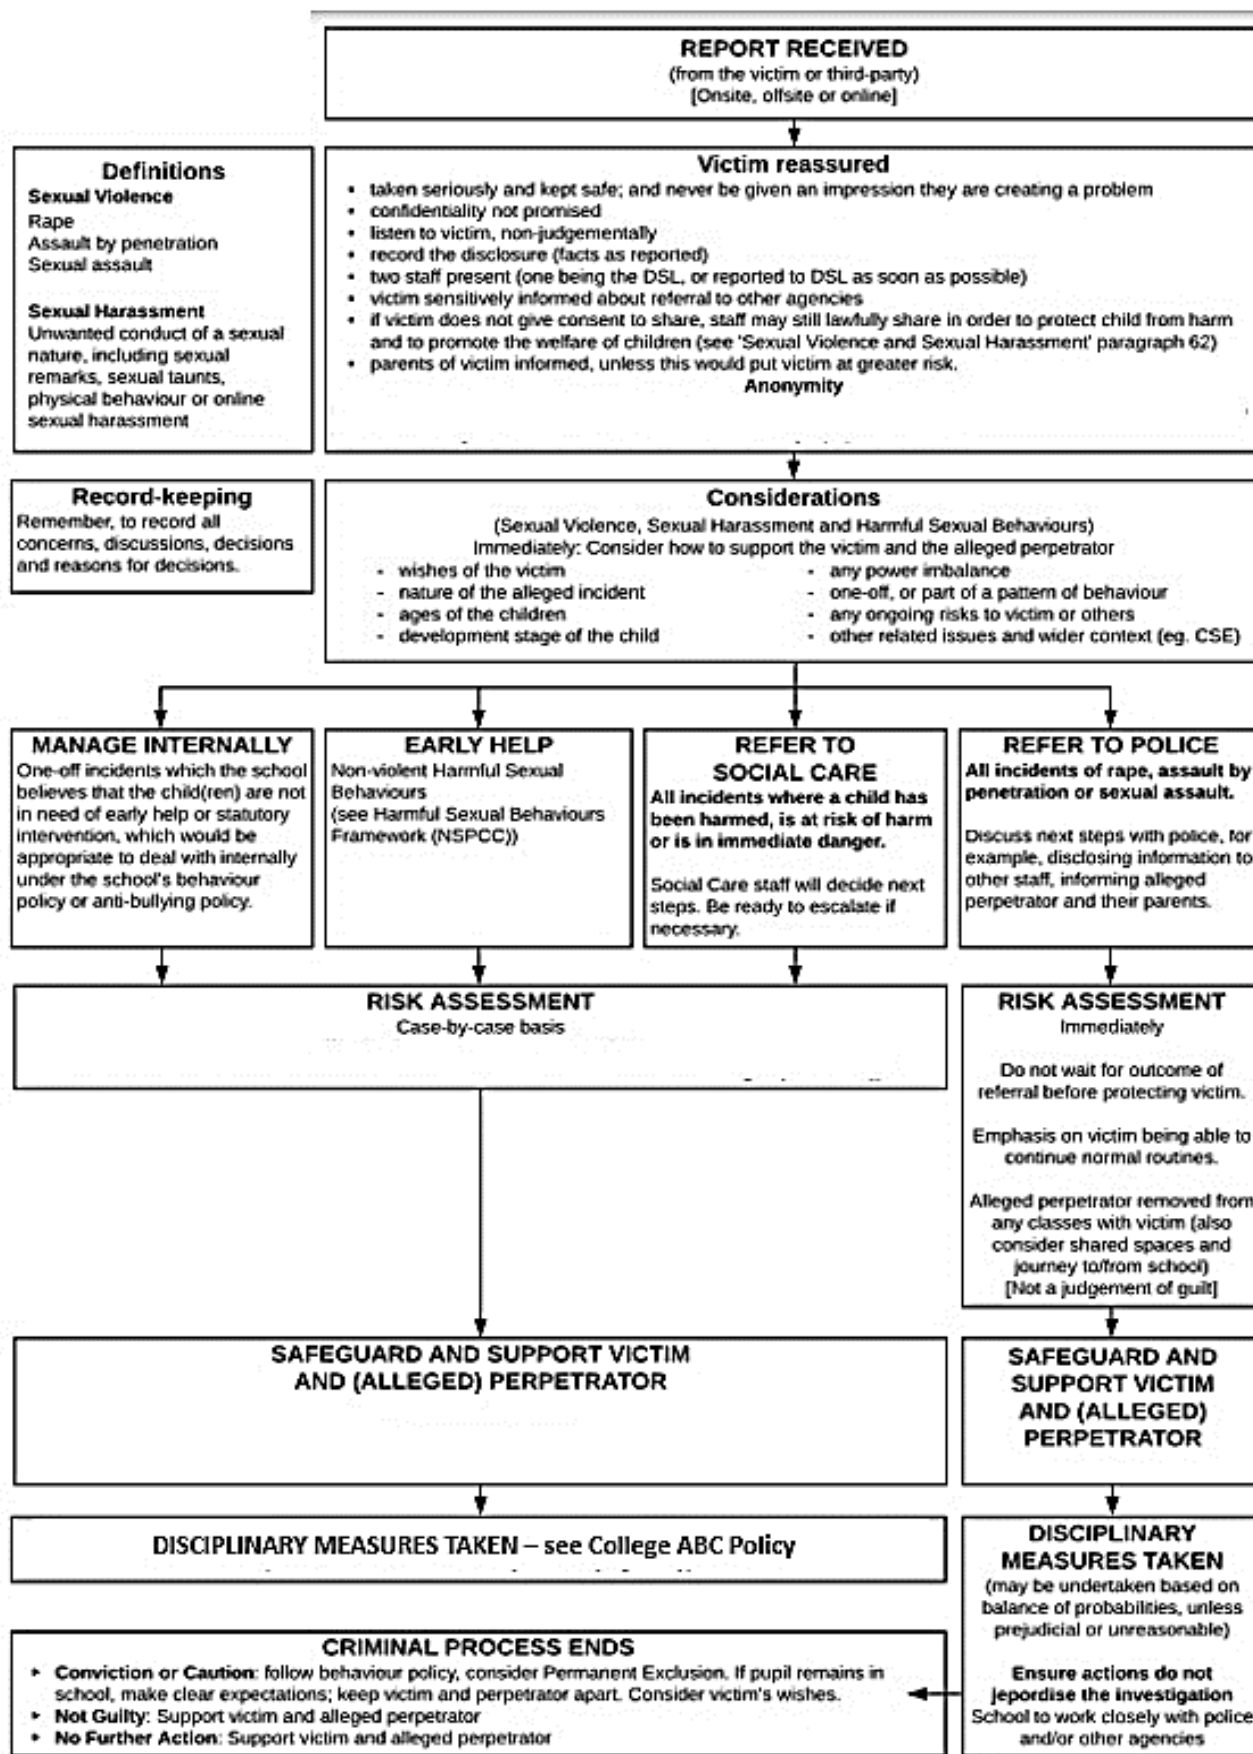 REPORT RECEIVED
(from the victim or third-party)
[Onsite, offsite or online]
Definitions
Sexual Violence
Rape
Assault by penetration
Sexual assault
Sexual Harassment
Unwanted conduct of a sexual
nature, including sexual
remarks, sexual taunts,
physical behaviour or online
sexual harassment
Victim reassured
• taken seriously and kept safe; and never be given an impression they are creating a problem
• confidentiality not promised
• listen to victim, non-judgementally
• record the disclosure (facts as reported)
• two staff present (one being the DSL, or reported to DSL as soon as possible)
• victim sensitively informed about referral to other agencies
• if victim does not give consent to share, staff may still lawfully share in order to protect child from harm
and to promote the welfare of children (see 'Sexual Violence and Sexual Harassment' paragraph 62)
• parents of victim informed, unless this would put victim at greater risk.
Anonymity
Record-keeping
Remember, to record all
concerns, discussions, decisions
and reasons for decisions.
Considerations
(Sexual Violence, Sexual Harassment and Harmful Sexual Behaviours)
Immediately: Consider how to support the victim and the alleged perpetrator
- wishes of the victim
- nature of the alleged incident
- ages of the children
- development stage of the child
- any power imbalance
- one-off, or part of a pattern of behaviour
- any ongoing risks to victim or others
- other related issues and wider context (eg. CSE)
MANAGE INTERNALLY
One-off incidents which the school
believes that the child(ren) are not
in need of early help or statutory
intervention, which would be
appropriate to deal with internally
under the school's behaviour
policy or anti-bullying policy.
EARLY HELP
Non-violent Harmful Sexual
Behaviours
(see Harmful Sexual Behaviours
Framework (NSPCC))
REFER TO
SOCIAL CARE
All incidents where a child has
been harmed, is at risk of harm
or is in immediate danger.
Social Care staff will decide next
steps. Be ready to escalate if
necessary.
REFER TO POLICE
All incidents of rape, assault by
penetration or sexual assault.
Discuss next steps with police, for
example, disclosing information to
other staff, informing alleged
perpetrator and their parents.
RISK ASSESSMENT
Case-by-case basis
RISK ASSESSMENT
Immediately
Do not wait for outcome of
referral before protecting victim.
Emphasis on victim being able to
continue normal routines.
Alleged perpetrator removed from
any classes with victim (also
consider shared spaces and
journey to/from school)
[Not a judgement of guilt]
SAFEGUARD AND SUPPORT VICTIM
AND (ALLEGED) PERPETRATOR
SAFEGUARD AND
SUPPORT VICTIM
AND (ALLEGED)
PERPETRATOR
DISCIPLINARY MEASURES TAKEN – see College ABC Policy
DISCIPLINARY
MEASURES TAKEN
(may be undertaken based on
balance of probabilities, unless
prejudicial or unreasonable)
Ensure actions do not
jepordise the investigation
School to work closely with police
and/or other agencies
CRIMINAL PROCESS ENDS
‣ Conviction or Caution: follow behaviour policy, consider Permanent Exclusion. If pupil remains in
school, make clear expectations; keep victim and perpetrator apart. Consider victim's wishes.
‣ Not Guilty: Support victim and alleged perpetrator
‣ No Further Action: Support victim and alleged perpetrator